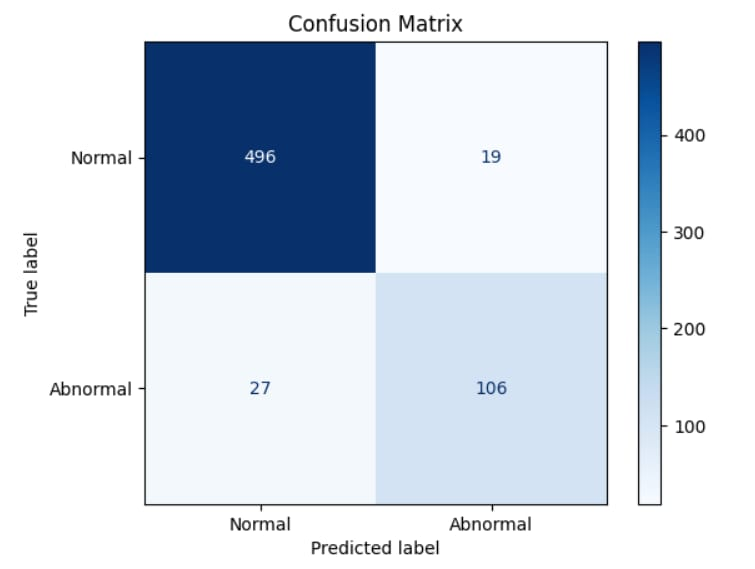 Confusion Matrix
Normal
496
19
Abnormal
27
106
Normal
Abnormal
Predicted label
True label
400
300
200
100